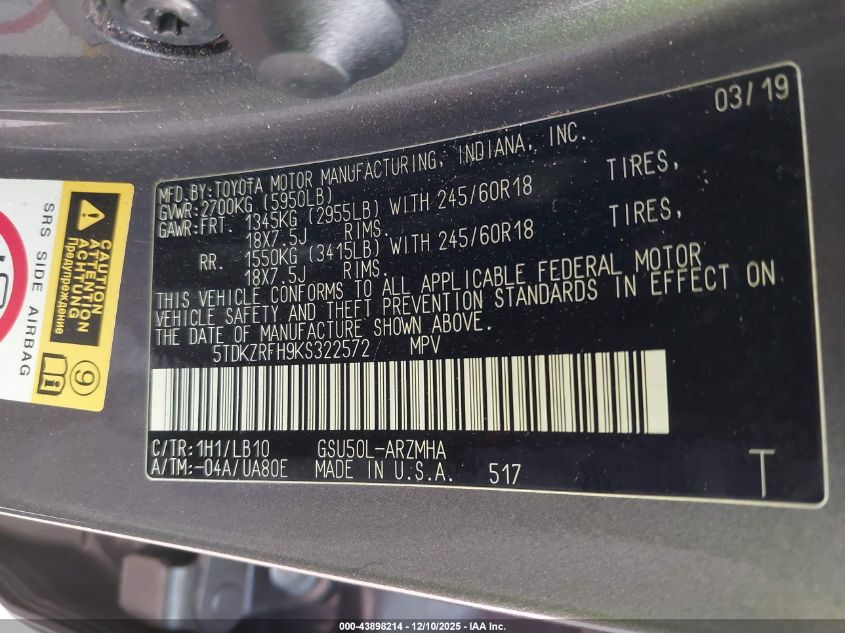 03/19
MFD. BY: TOYOTA MOTOR MANUFACTURING, INDIANA, INC.
GVWR: 2700KG (5950LB)
GAWR: FRT. 1345KG (2955LB) WITH 245/60R18 TIRES,
18X7.5J RIMS.
RR. 1550KG (3415LB) WITH 245/60R18 TIRES,
18X7.5J RIMS.
THIS VEHICLE CONFORMS TO ALL APPLICABLE FEDERAL MOTOR
VEHICLE SAFETY AND THEFT PREVENTION STANDARDS IN EFFECT ON
THE DATE OF MANUFACTURE SHOWN ABOVE.
5TDKZRFH9KS322572 MPV
C/TR: 1H1/LB10 GSU50L-ARZMHA
A/TM: -04A/UA80E MADE IN U.S.A. 517
T
SRS SIDE AIRBAG
CAUTION
ATTENTION
ACHTUNG
Предупреждение
9
000-43898214 - 12/10/2025 - IAA Inc.